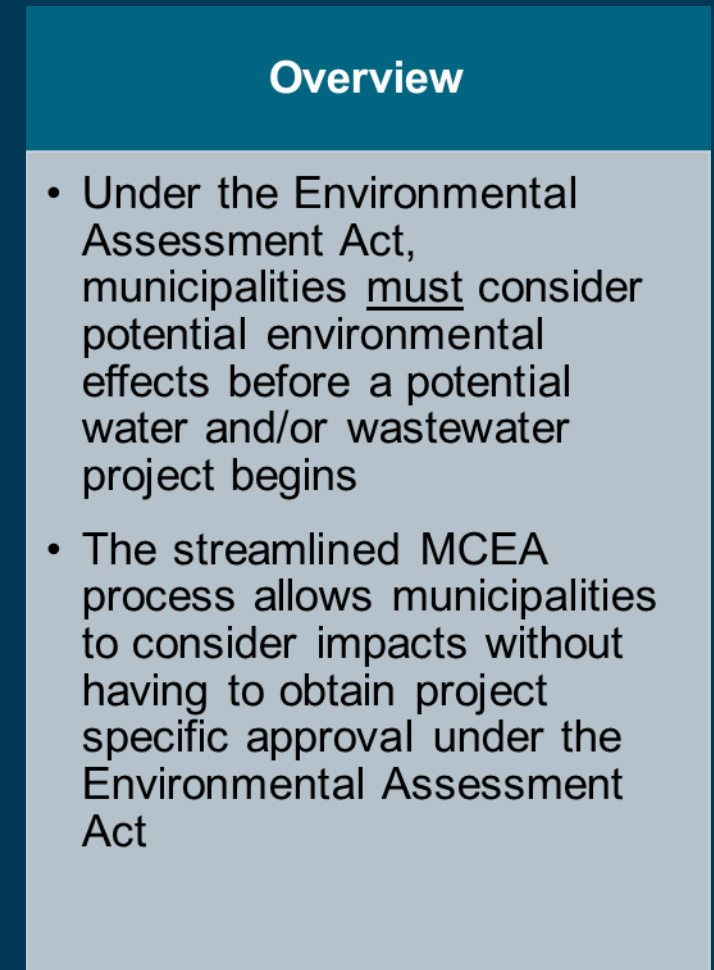 Overview
• Under the Environmental
Assessment Act,
municipalities must consider
potential environmental
effects before a potential
water and/or wastewater
project begins
• The streamlined MCEA
process allows municipalities
to consider impacts without
having to obtain project
specific approval under the
Environmental Assessment
Act